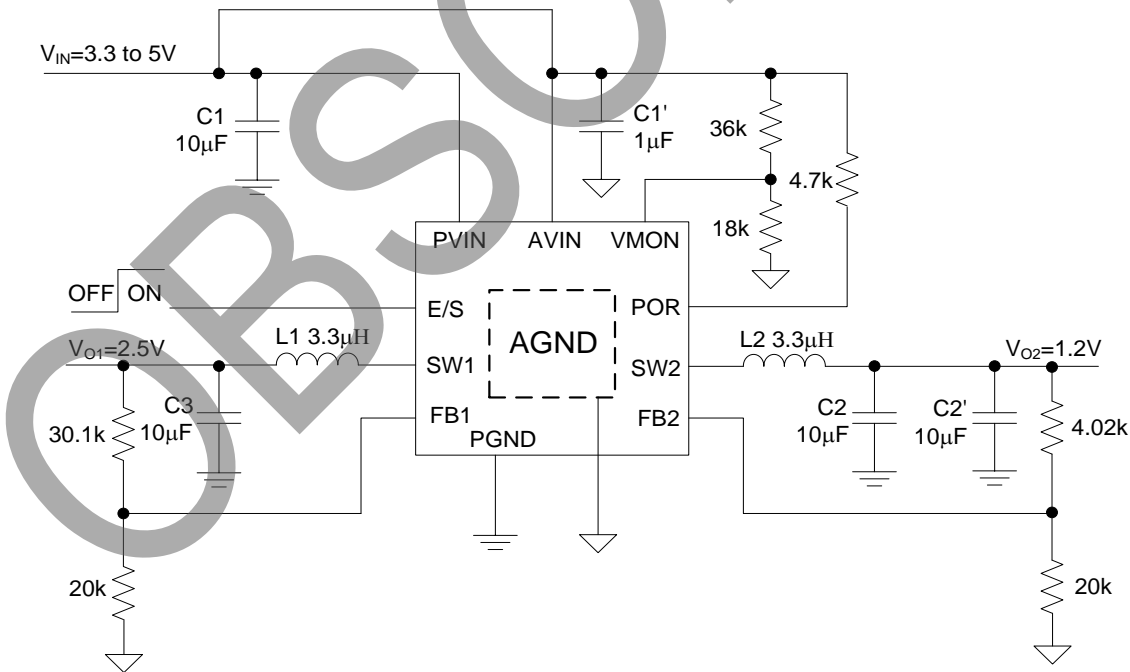 V_IN=3.3 to 5V
C1
10μF
C1'
1μF
36k
4.7k
18k
PVIN AVIN VMON
OFF ON
E/S
POR
AGND
V_O1=2.5V
L1 3.3μH
SW1
SW2
L2 3.3μH
V_O2=1.2V
C3
10μF
30.1k
FB1
FB2
PGND
C2
10μF
C2'
10μF
4.02k
20k
20k